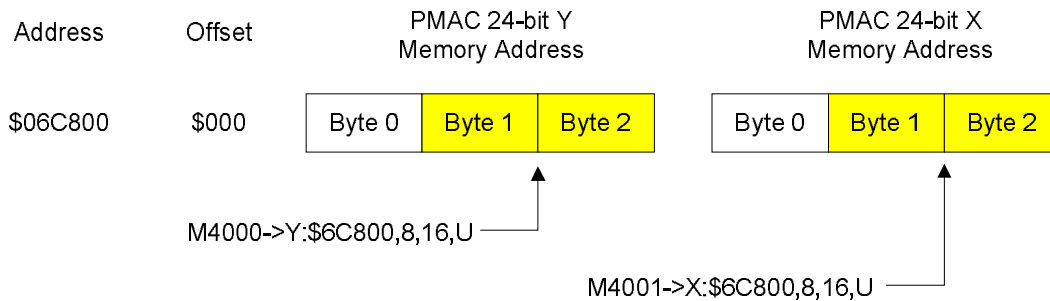 Address
Offset
PMAC 24-bit Y
Memory Address
PMAC 24-bit X
Memory Address
$06C800
$000
Byte 0
Byte 1
Byte 2
Byte 0
Byte 1
Byte 2
M4000->Y:$6C800,8,16,U
M4001->X:$6C800,8,16,U